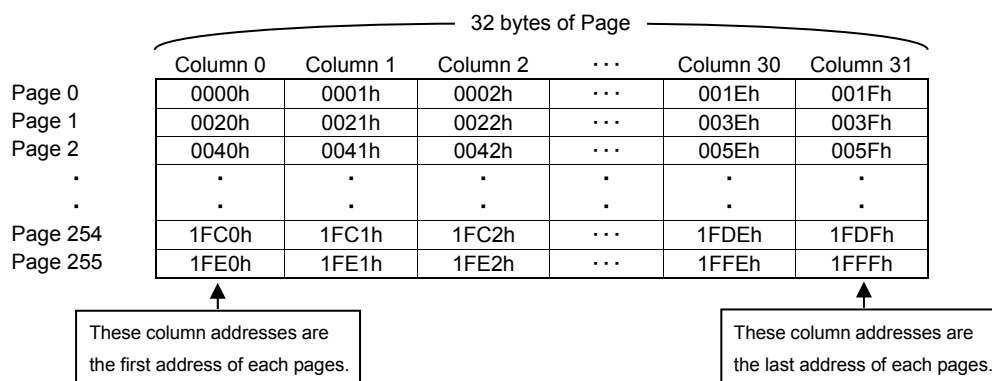 32 bytes of Page
Column 0 Column 1 Column 2 ··· Column 30 Column 31
Page 0 0000h 0001h 0002h ··· 001Eh 001Fh
Page 1 0020h 0021h 0022h ··· 003Eh 003Fh
Page 2 0040h 0041h 0042h ··· 005Eh 005Fh
· · · · · · ·
· · · · · · ·
Page 254 1FC0h 1FC1h 1FC2h ··· 1FDEh 1FDFh
Page 255 1FE0h 1FE1h 1FE2h ··· 1FFEh 1FFFh
These column addresses are
the first address of each pages.
These column addresses are
the last address of each pages.